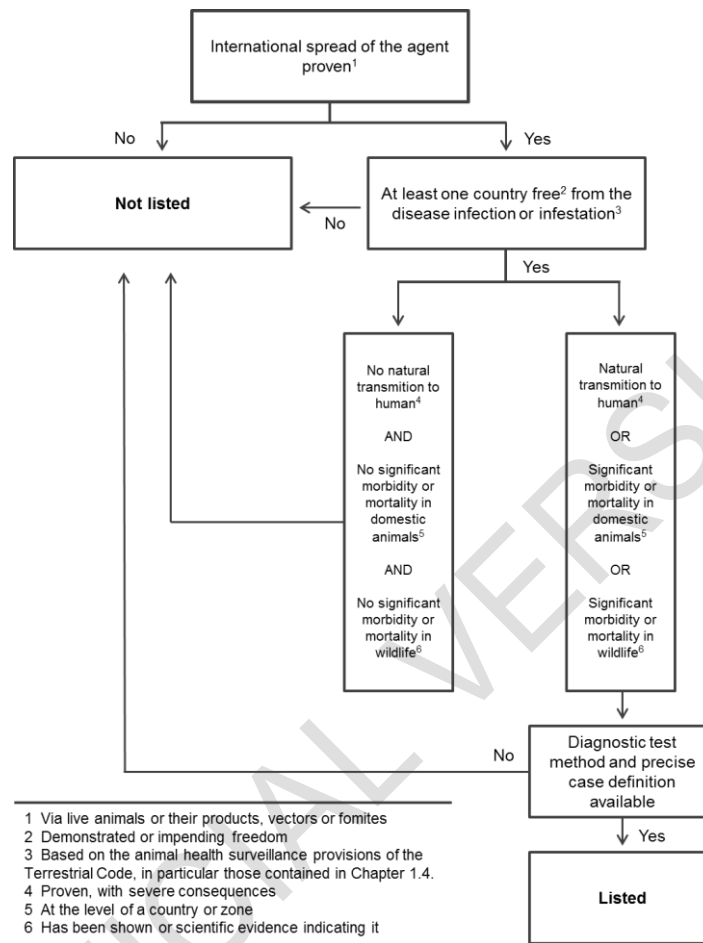 International spread of the agent
proven1
No
Yes
Not listed
At least one country free2 from the
disease infection or infestation3
No
Yes
No natural
transmition to
human4
AND
No significant
morbidity or
mortality in
domestic
animals5
AND
No significant
morbidity or
mortality in
wildlife6
Natural
transmition to
human4
OR
Significant
morbidity or
mortality in
domestic
animals5
OR
Significant
morbidity or
mortality in
wildlife6
No
Diagnostic test
method and precise
case definition
available
Yes
Listed
1 Via live animals or their products, vectors or fomites
2 Demonstrated or impending freedom
3 Based on the animal health surveillance provisions of the
Terrestrial Code, in particular those contained in Chapter 1.4.
4 Proven, with severe consequences
5 At the level of a country or zone
6 Has been shown or scientific evidence indicating it